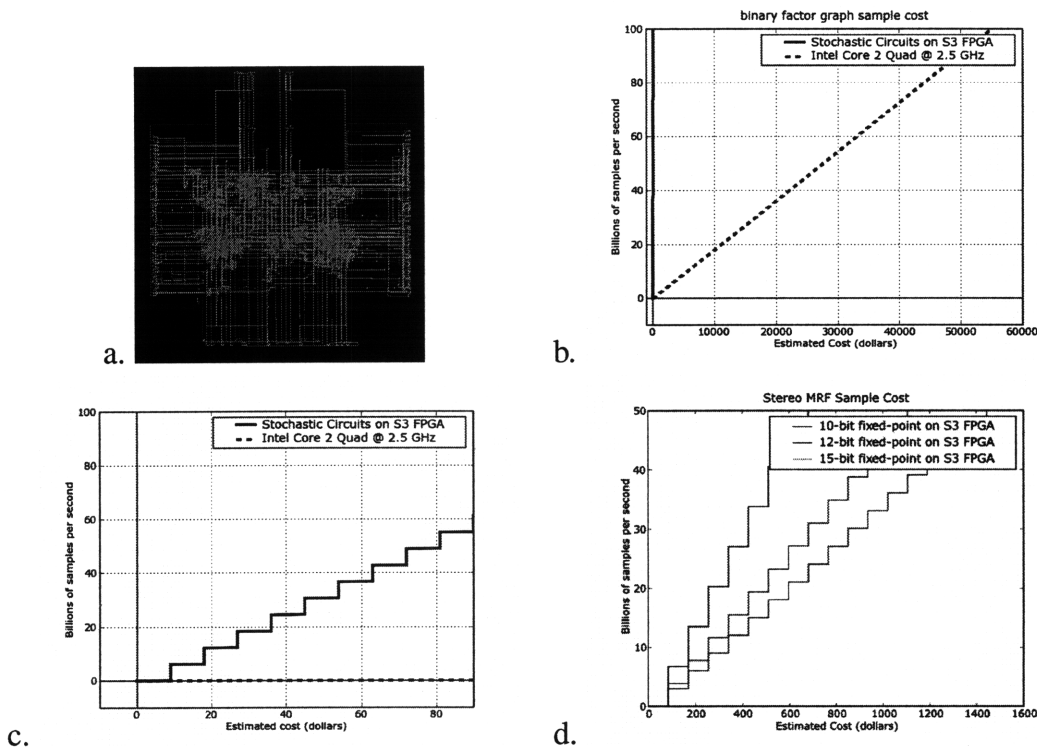 a.
binary factor graph sample cost
Stochastic Circuits on S3 FPGA
Intel Core 2 Quad @ 2.5 GHz
Billions of samples per second
100
80
60
40
20
0
0 10000 20000 30000 40000 50000 60000
Estimated Cost (dollars)
b.
Stochastic Circuits on S3 FPGA
Intel Core 2 Quad @ 2.5 GHz
Billions of samples per second
100
80
60
40
20
0
0 20 40 60 80
Estimated cost (dollars)
c.
Stereo MRF Sample Cost
10-bit fixed-point on S3 FPGA
12-bit fixed-point on S3 FPGA
15-bit fixed-point on S3 FPGA
Billions of samples per second
50
40
30
20
10
0
0 200 400 600 800 1000 1200 1400 1600
Estimated Cost (dollars)
d.